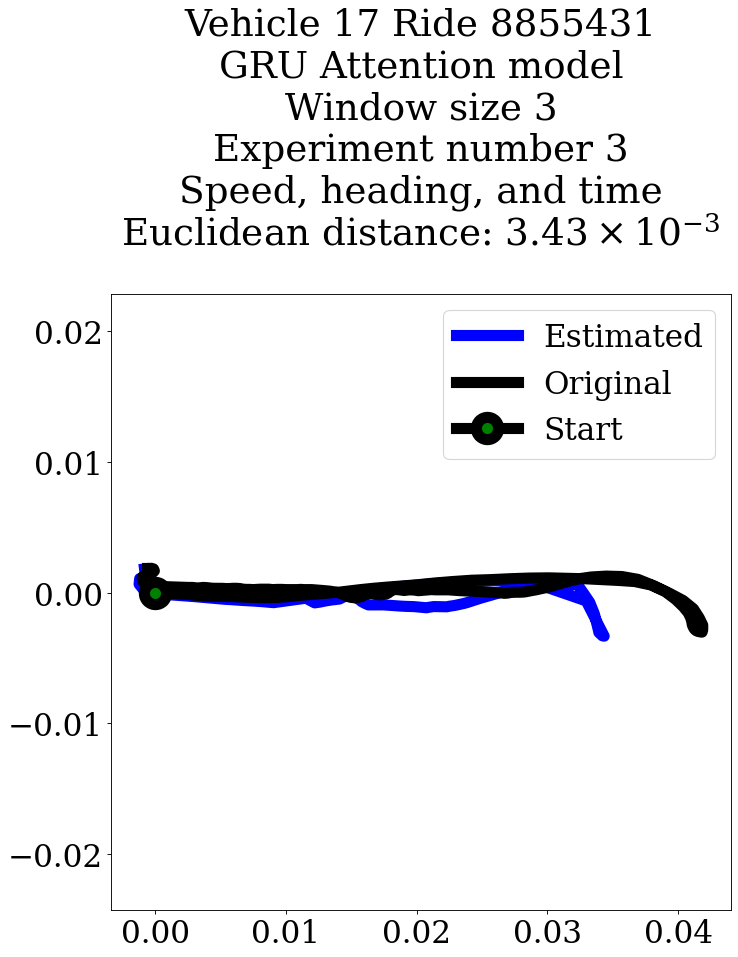 Vehicle 17 Ride 8855431
GRU Attention model
Window size 3
Experiment number 3
Speed, heading, and time
Euclidean distance: 3.43 × 10⁻³
Estimated
Original
Start
0.02
0.01
0.00
−0.01
−0.02
0.00 0.01 0.02 0.03 0.04